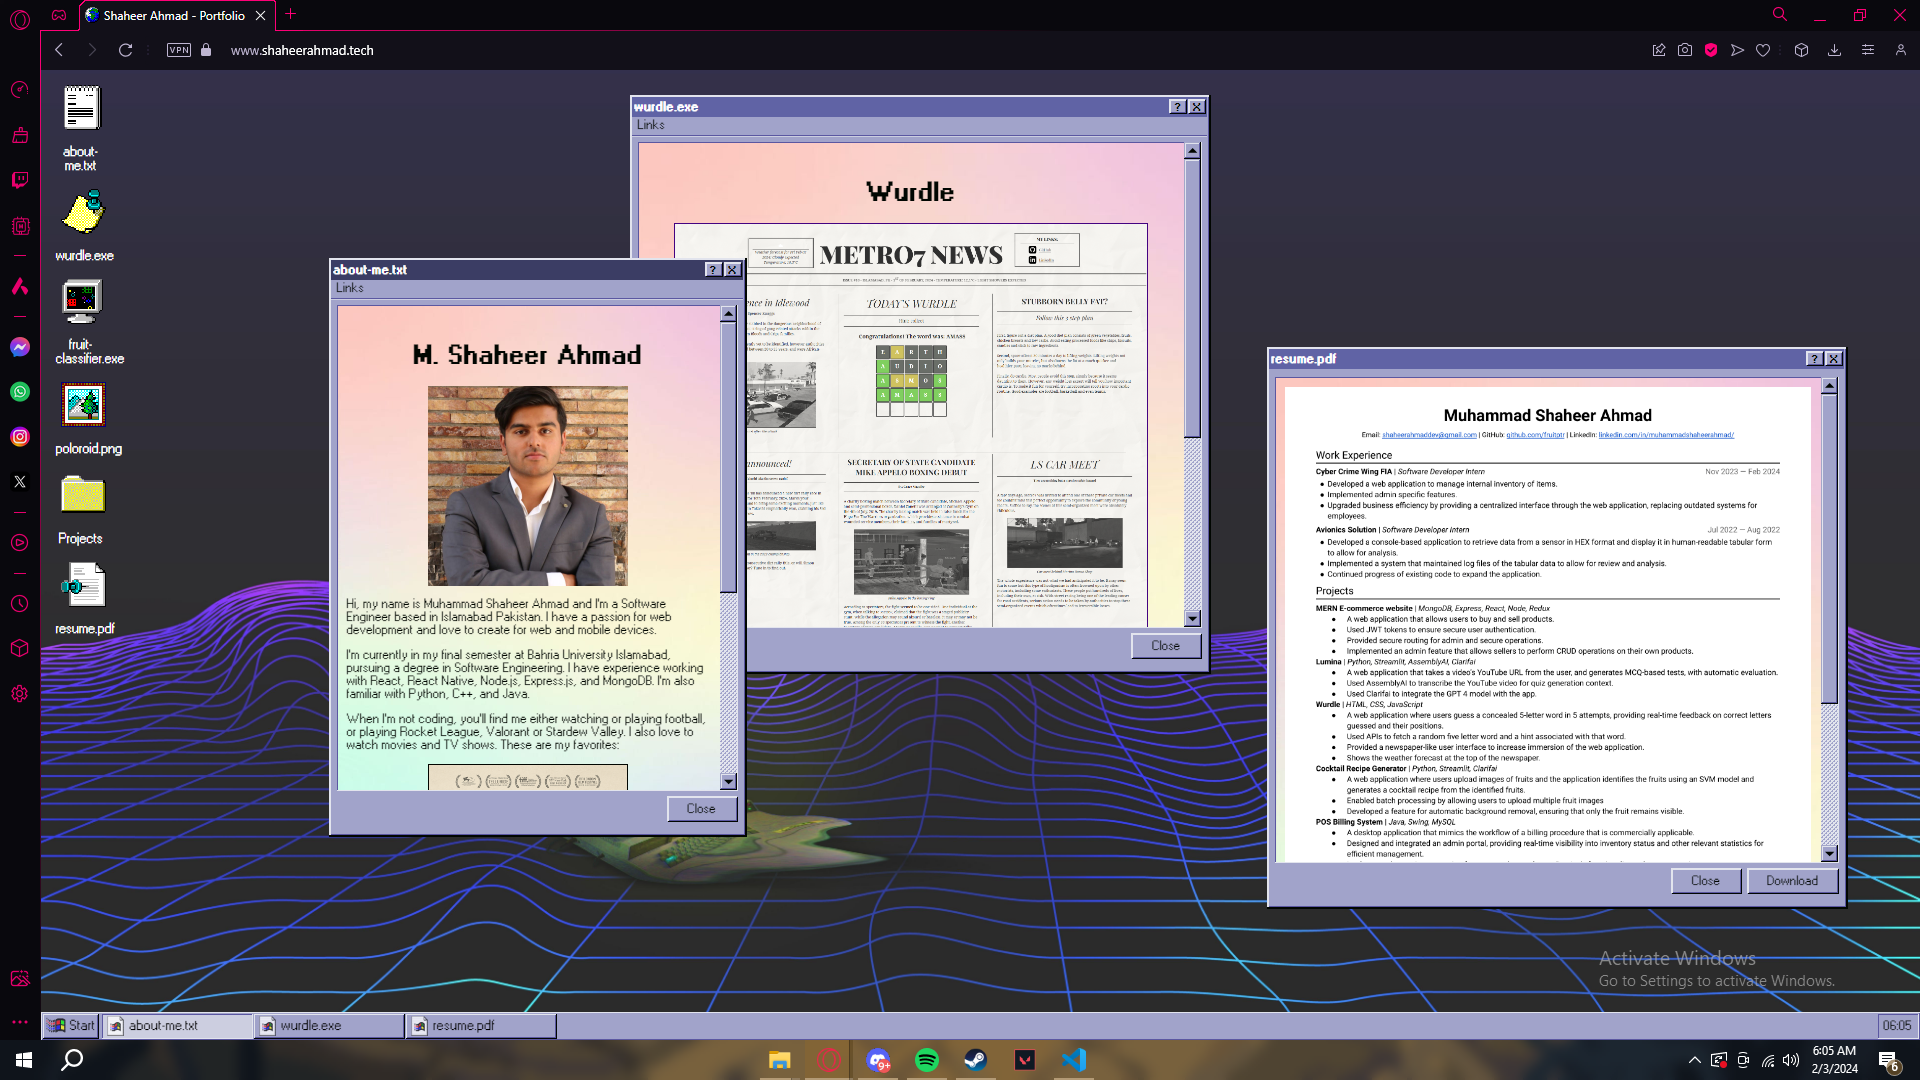 Shaheer Ahmad - Portfolio
VPN
www.shaheerahmad.tech
about-
me.txt
wurdle.exe
fruit-
classifier.exe
poloroid.png
Projects
resume.pdf
wurdle.exe
Links
Wurdle
METRO7 NEWS
MY LINKS:
GitHub
LinkedIn
nce in Idlewood
TODAY'S WURDLE
Congratulations! The word was: AMASS
E A R T H
A U D I O
A E M O S
A M A S S
STUBBORN BELLY FAT?
Follow this 3 step plan
nnounced!
SECRETARY OF STATE CANDIDATE
MIKE APPELO BOXING DEBUT
LS CAR MEET
Close
about-me.txt
Links
M. Shaheer Ahmad
Hi, my name is Muhammad Shaheer Ahmad and I'm a Software
Engineer based in Islamabad Pakistan. I have a passion for web
development and love to create for web and mobile devices.
I'm currently in my final semester at Bahria University Islamabad,
pursuing a degree in Software Engineering. I have experience working
with React, React Native, Node.js, Express.js, and MongoDB. I'm also
familiar with Python, C++, and Java.
When I'm not coding, you'll find me either watching or playing football,
or playing Rocket League, Valorant or Stardew Valley. I also love to
watch movies and TV shows. These are my favorites:
Close
resume.pdf
Muhammad Shaheer Ahmad
Email: shaheerahmaddev@gmail.com | GitHub: github.com/fruitptr | LinkedIn: linkedin.com/in/muhammadshaheerahmad/
Work Experience
Cyber Crime Wing FIA | Software Developer Intern Nov 2023 — Feb 2024
● Developed a web application to manage internal inventory of items.
● Implemented admin specific features.
● Upgraded business efficiency by providing a centralized interface through the web application, replacing outdated systems for
employees.
Avionics Solution | Software Developer Intern Jul 2022 — Aug 2022
● Developed a console-based application to retrieve data from a sensor in HEX format and display it in human-readable tabular form
to allow for analysis.
● Implemented a system that maintained log files of the tabular data to allow for review and analysis.
● Continued progress of existing code to expand the application.
Projects
MERN E-commerce website | MongoDB, Express, React, Node, Redux
● A web application that allows users to buy and sell products.
● Used JWT tokens to ensure secure user authentication.
● Provided secure routing for admin and secure operations.
● Implemented an admin feature that allows sellers to perform CRUD operations on their own products.
Lumina | Python, Streamlit, AssemblyAI, Clarifai
● A web application that takes a video's YouTube URL from the user, and generates MCQ-based tests, with automatic evaluation.
● Used AssemblyAI to transcribe the YouTube video for quiz generation context.
● Used Clarifai to integrate the GPT 4 model with the app.
Wurdle | HTML, CSS, JavaScript
● A web application where users guess a concealed 5-letter word in 5 attempts, providing real-time feedback on correct letters
guessed and their positions.
● Used APIs to fetch a random five letter word and a hint associated with that word.
● Provided a newspaper-like user interface to increase immersion of the web application.
● Shows the weather forecast at the top of the newspaper.
Cocktail Recipe Generator | Python, Streamlit, Clarifai
● A web application where users upload images of fruits and the application identifies the fruits using an SVM model and
generates a cocktail recipe from the identified fruits.
● Enabled batch processing by allowing users to upload multiple fruit images
● Developed a feature for automatic background removal, ensuring that only the fruit remains visible.
POS Billing System | Java, Swing, MySQL
● A desktop application that mimics the workflow of a billing procedure that is commercially applicable.
● Designed and integrated an admin portal, providing real-time visibility into inventory status and other relevant statistics for
efficient management.
Close
Download
Activate Windows
Go to Settings to activate Windows.
Start
about-me.txt
wurdle.exe
resume.pdf
06:05
9+
6:05 AM
2/3/2024
6